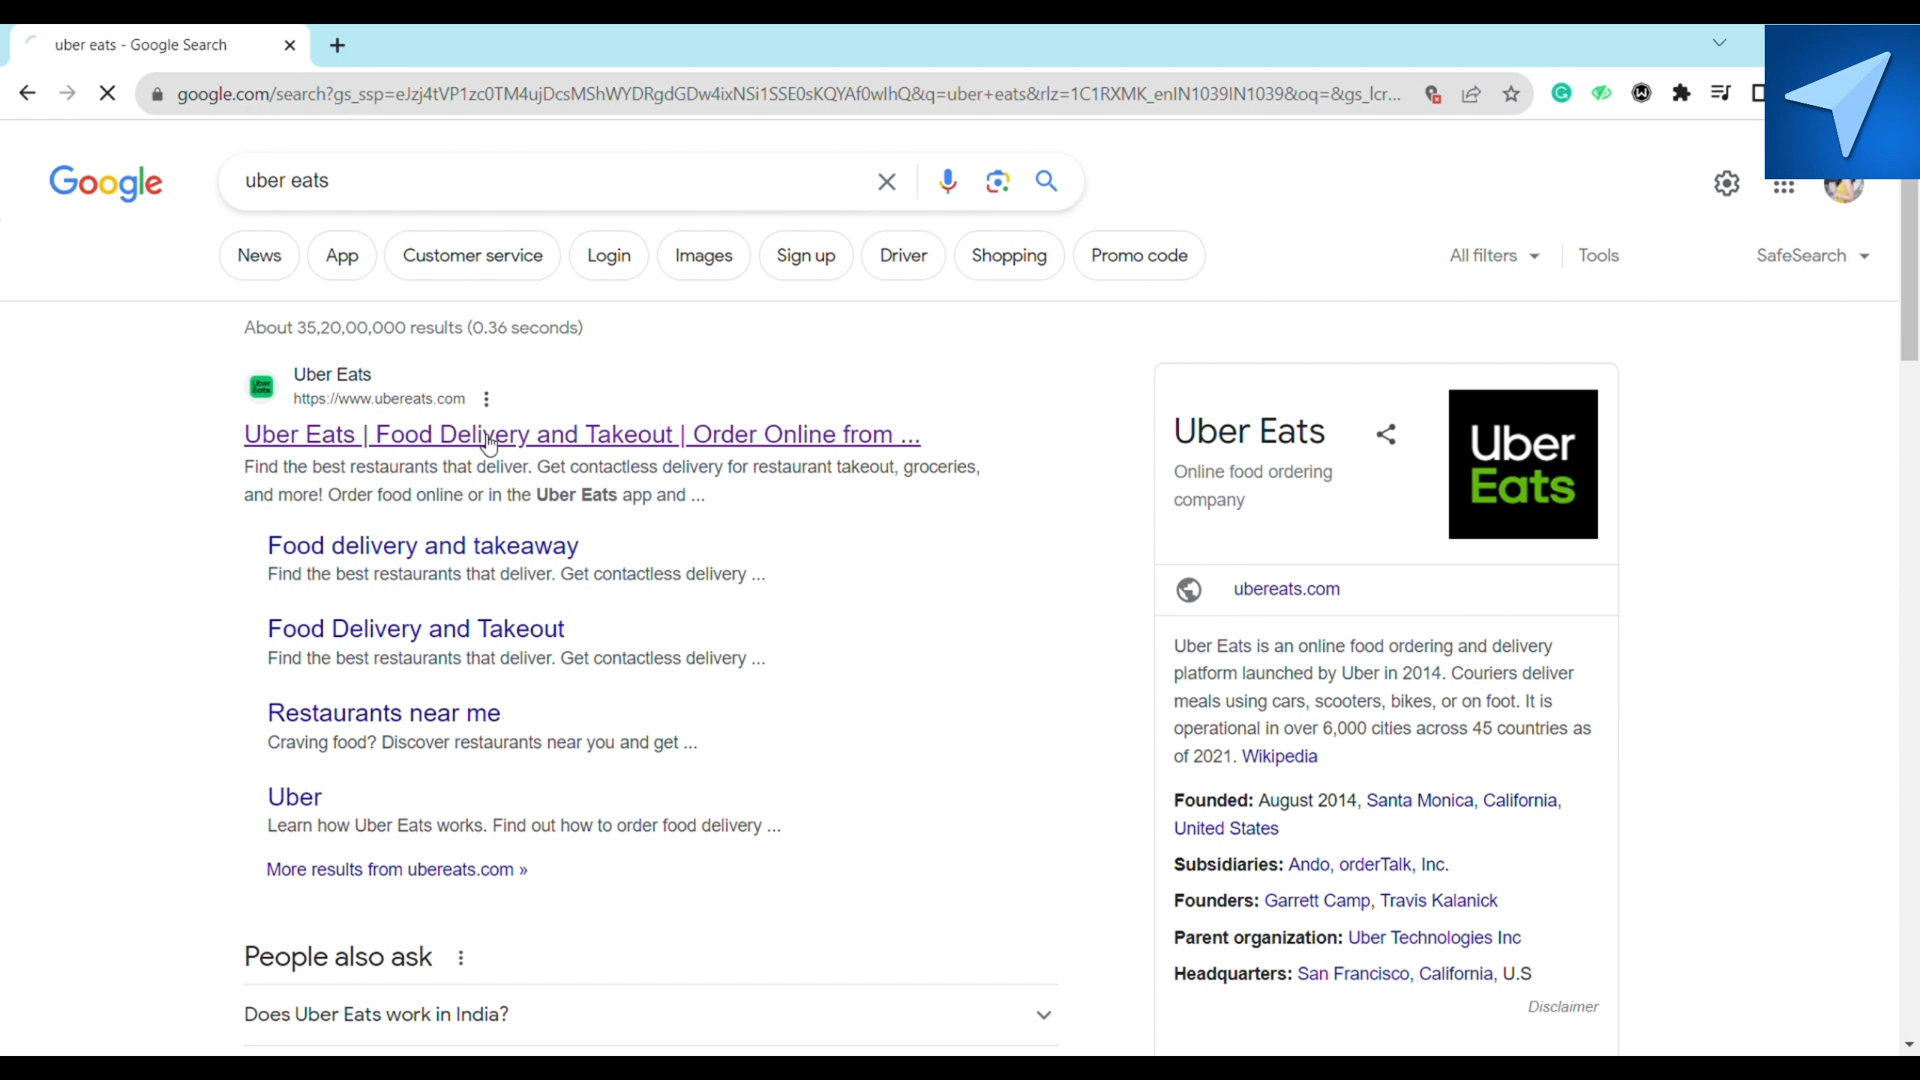 uber eats - Google Search
google.com/search?gs_ssp=eJzj4tVP1zc0TM4ujDcsMShWYDRgdGDw4ixNSi1SSE0sKQYAf0wIhQ&q=uber+eats&rlz=1C1RXMK_enIN1039IN1039&oq=&gs_lcr...
Google
uber eats
News
App
Customer service
Login
Images
Sign up
Driver
Shopping
Promo code
All filters
Tools
SafeSearch
About 35,20,00,000 results (0.36 seconds)
Uber Eats
Uber Eats
https://www.ubereats.com
Uber Eats | Food Delivery and Takeout | Order Online from ...
Find the best restaurants that deliver. Get contactless delivery for restaurant takeout, groceries,
and more! Order food online or in the Uber Eats app and ...
Food delivery and takeaway
Find the best restaurants that deliver. Get contactless delivery ...
Food Delivery and Takeout
Find the best restaurants that deliver. Get contactless delivery ...
Restaurants near me
Craving food? Discover restaurants near you and get ...
Uber
Learn how Uber Eats works. Find out how to order food delivery ...
More results from ubereats.com »
People also ask
Does Uber Eats work in India?
Uber Eats
Online food ordering
company
Uber
Eats
ubereats.com
Uber Eats is an online food ordering and delivery
platform launched by Uber in 2014. Couriers deliver
meals using cars, scooters, bikes, or on foot. It is
operational in over 6,000 cities across 45 countries as
of 2021. Wikipedia
Founded: August 2014, Santa Monica, California,
United States
Subsidiaries: Ando, orderTalk, Inc.
Founders: Garrett Camp, Travis Kalanick
Parent organization: Uber Technologies Inc
Headquarters: San Francisco, California, U.S
Disclaimer